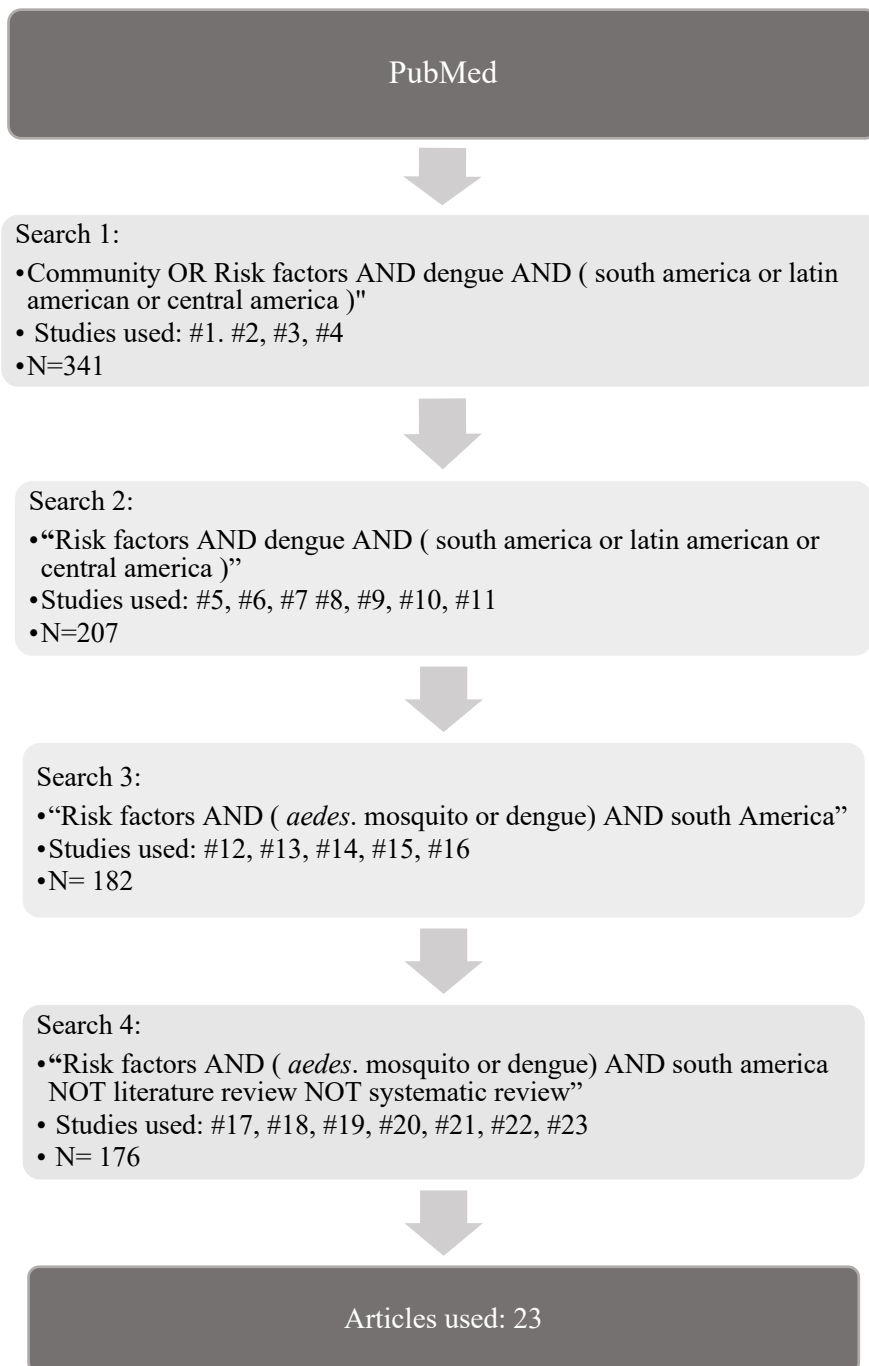 PubMed
Search 1:
•Community OR Risk factors AND dengue AND ( south america or latin
american or central america )"
• Studies used: #1. #2, #3, #4
•N=341
Search 2:
•“Risk factors AND dengue AND ( south america or latin american or
central america )”
•Studies used: #5, #6, #7 #8, #9, #10, #11
•N=207
Search 3:
•“Risk factors AND ( aedes. mosquito or dengue) AND south America”
•Studies used: #12, #13, #14, #15, #16
•N= 182
Search 4:
•“Risk factors AND ( aedes. mosquito or dengue) AND south america
NOT literature review NOT systematic review”
• Studies used: #17, #18, #19, #20, #21, #22, #23
• N= 176
Articles used: 23